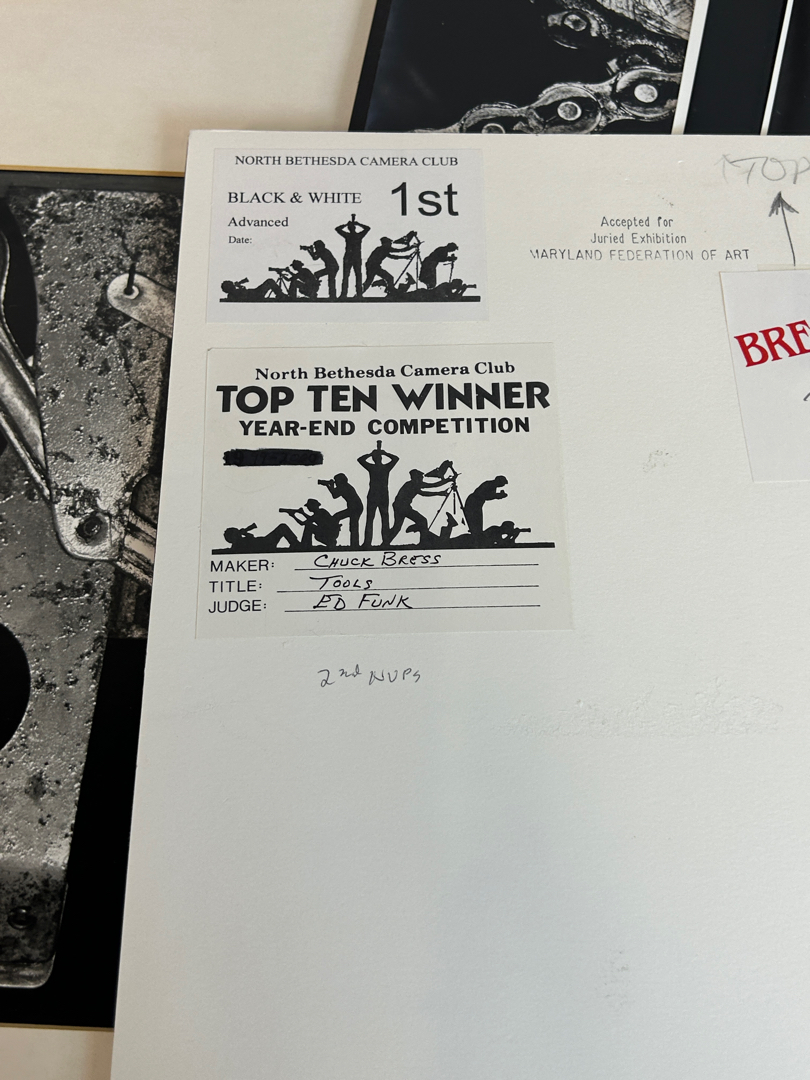 NORTH BETHESDA CAMERA CLUB
BLACK & WHITE 1st
Advanced
Date:
TOP
Accepted for
Juried Exhibition
MARYLAND FEDERATION OF ART
BRE
North Bethesda Camera Club
TOP TEN WINNER
YEAR-END COMPETITION
MAKER: CHUCK BRESS
TITLE: TOOLS
JUDGE: ED FUNK
2nd NVPS